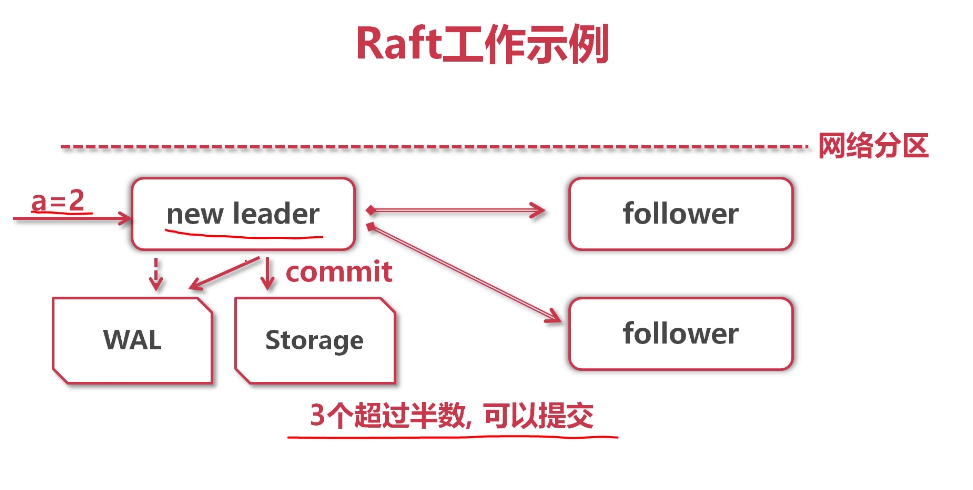 Raft工作示例
网络分区
a=2
new leader
follower
commit
WAL
Storage
follower
3个超过半数, 可以提交